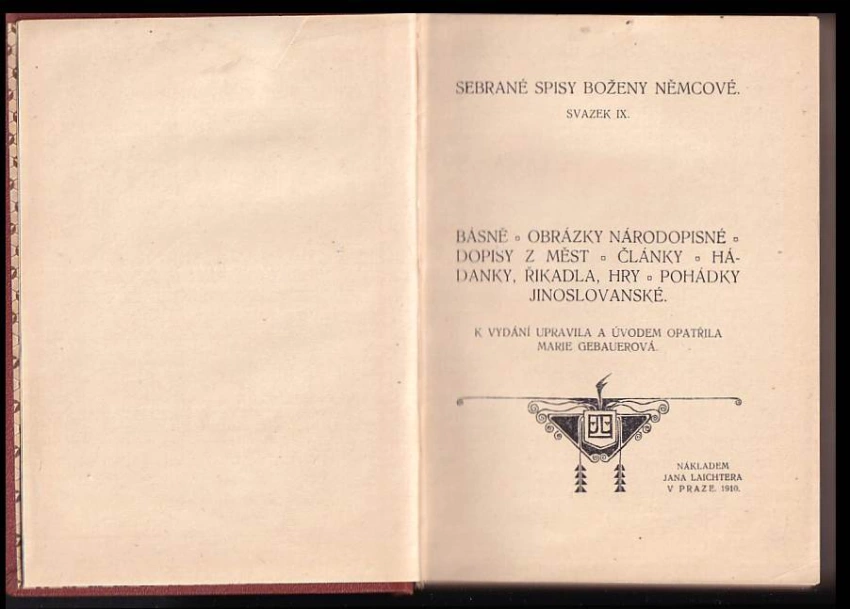 SEBRANÉ SPISY BOŽENY NĚMCOVÉ.
SVAZEK IX.
BÁSNĚ ▫ OBRÁZKY NÁRODOPISNÉ ▫
DOPISY Z MĚST ▫ ČLÁNKY ▫ HÁ-
DANKY, ŘIKADLA, HRY ▫ POHÁDKY
JINOSLOVANSKÉ.
K VYDÁNÍ UPRAVILA A ÚVODEM OPATŘILA
MARIE GEBAUEROVÁ.
NÁKLADEM
JANA LAICHTERA
V PRAZE. 1910.